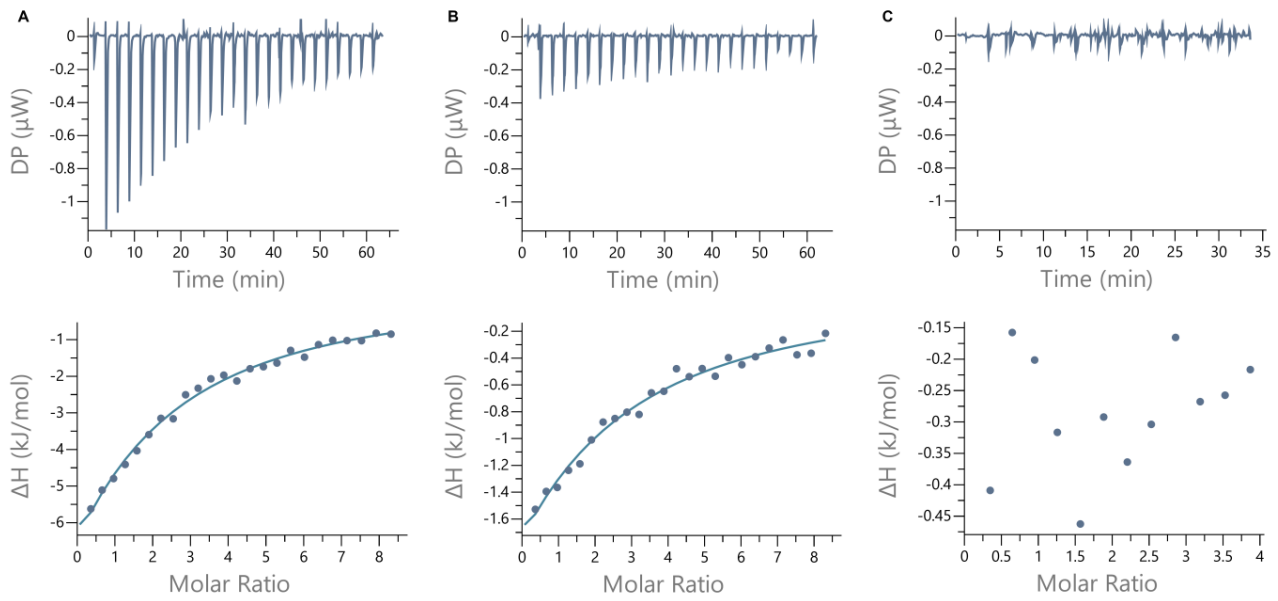 A
0
-0.2
-0.4
-0.6
-0.8
-1
DP (μW)
0 10 20 30 40 50 60
Time (min)
-1
-2
-3
-4
-5
-6
ΔH (kJ/mol)
0 1 2 3 4 5 6 7 8
Molar Ratio
B
0
-0.2
-0.4
-0.6
-0.8
-1
DP (μW)
0 10 20 30 40 50 60
Time (min)
-0.2
-0.4
-0.6
-0.8
-1
-1.2
-1.4
-1.6
ΔH (kJ/mol)
0 1 2 3 4 5 6 7 8
Molar Ratio
C
0
-0.2
-0.4
-0.6
-0.8
-1
DP (μW)
0 5 10 15 20 25 30 35
Time (min)
-0.15
-0.2
-0.25
-0.3
-0.35
-0.4
-0.45
ΔH (kJ/mol)
0 0.5 1 1.5 2 2.5 3 3.5 4
Molar Ratio